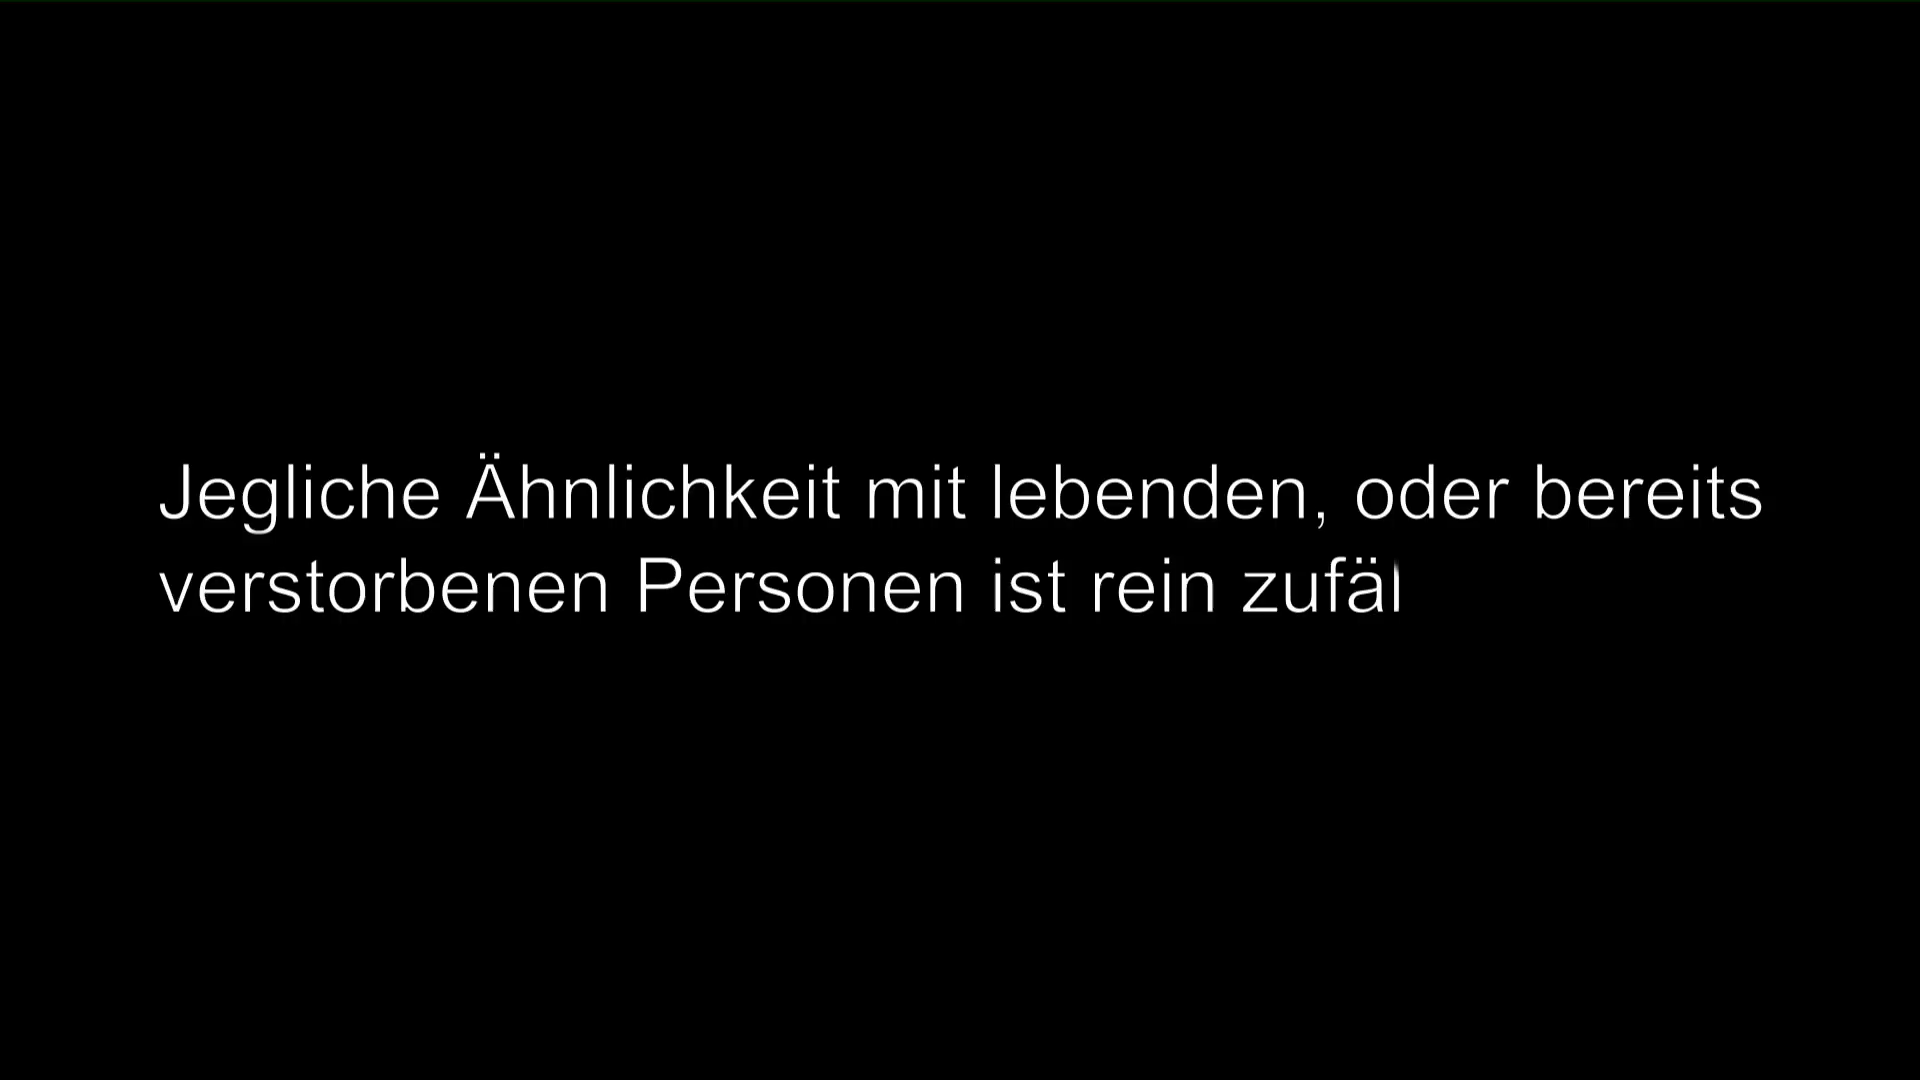 Jegliche Ähnlichkeit mit lebenden, oder bereits
verstorbenen Personen ist rein zufäl